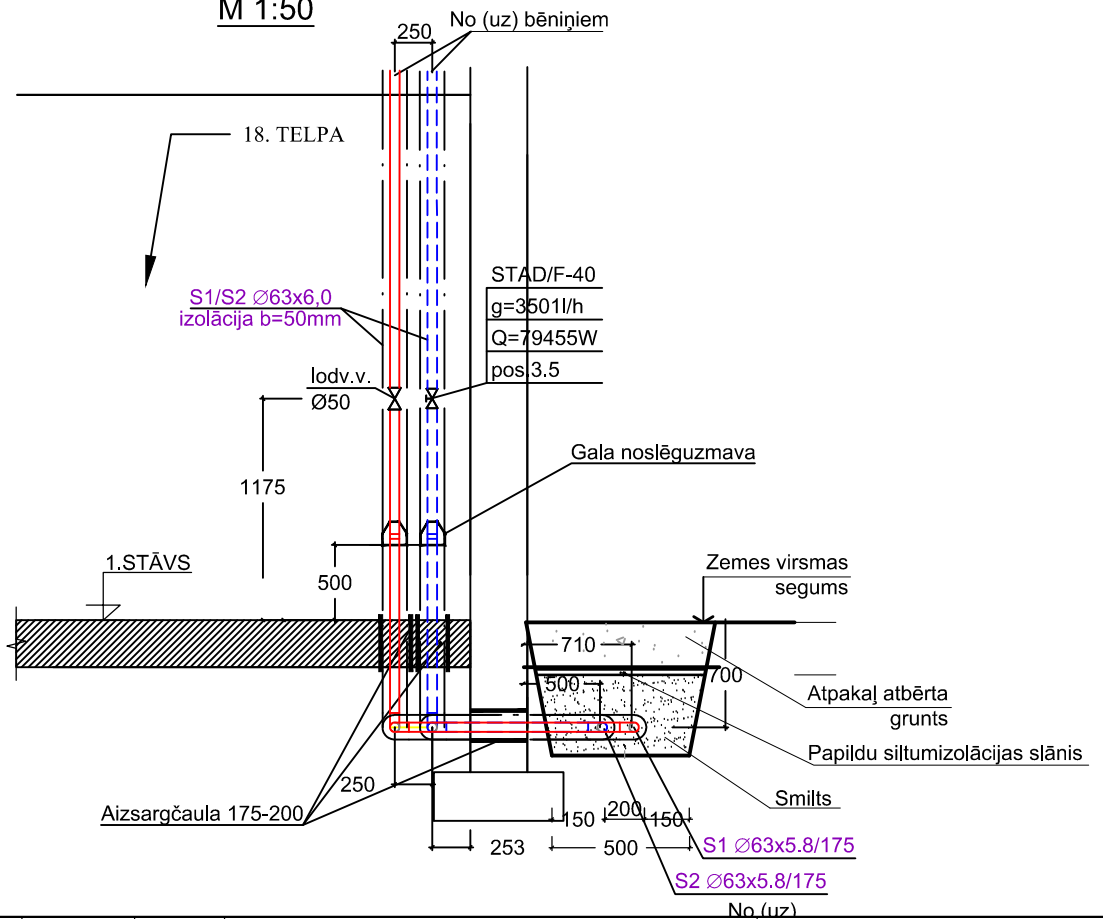 M 1:50
No (uz) bēniņiem
250
18. TELPA
STAD/F-40
g=3501l/h
Q=79455W
pos.3.5
S1/S2 Ø63x6,0
izolācija b=50mm
lodv.v.
Ø50
Gala noslēguzmava
1175
1.STĀVS
500
Zemes virsmas
segums
710
700
500
Atpakaļ atbērta
grunts
Papildu siltumizolācijas slānis
250
Smilts
Aizsargčaula 175-200
150
200
150
253
500
S1 Ø63x5.8/175
S2 Ø63x5.8/175
No (uz)